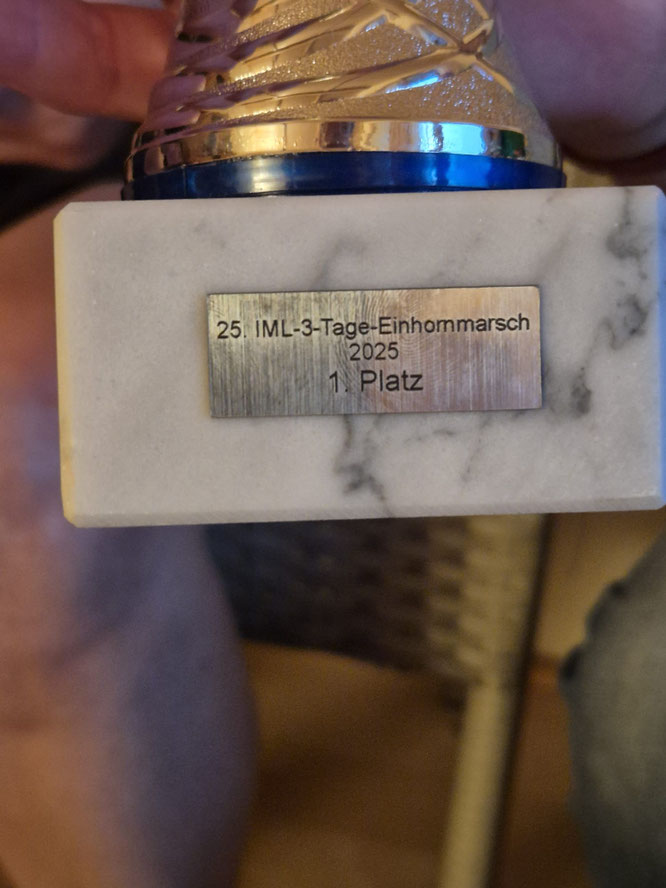 25. IML-3-Tage-Einhornmarsch
2025
1. Platz